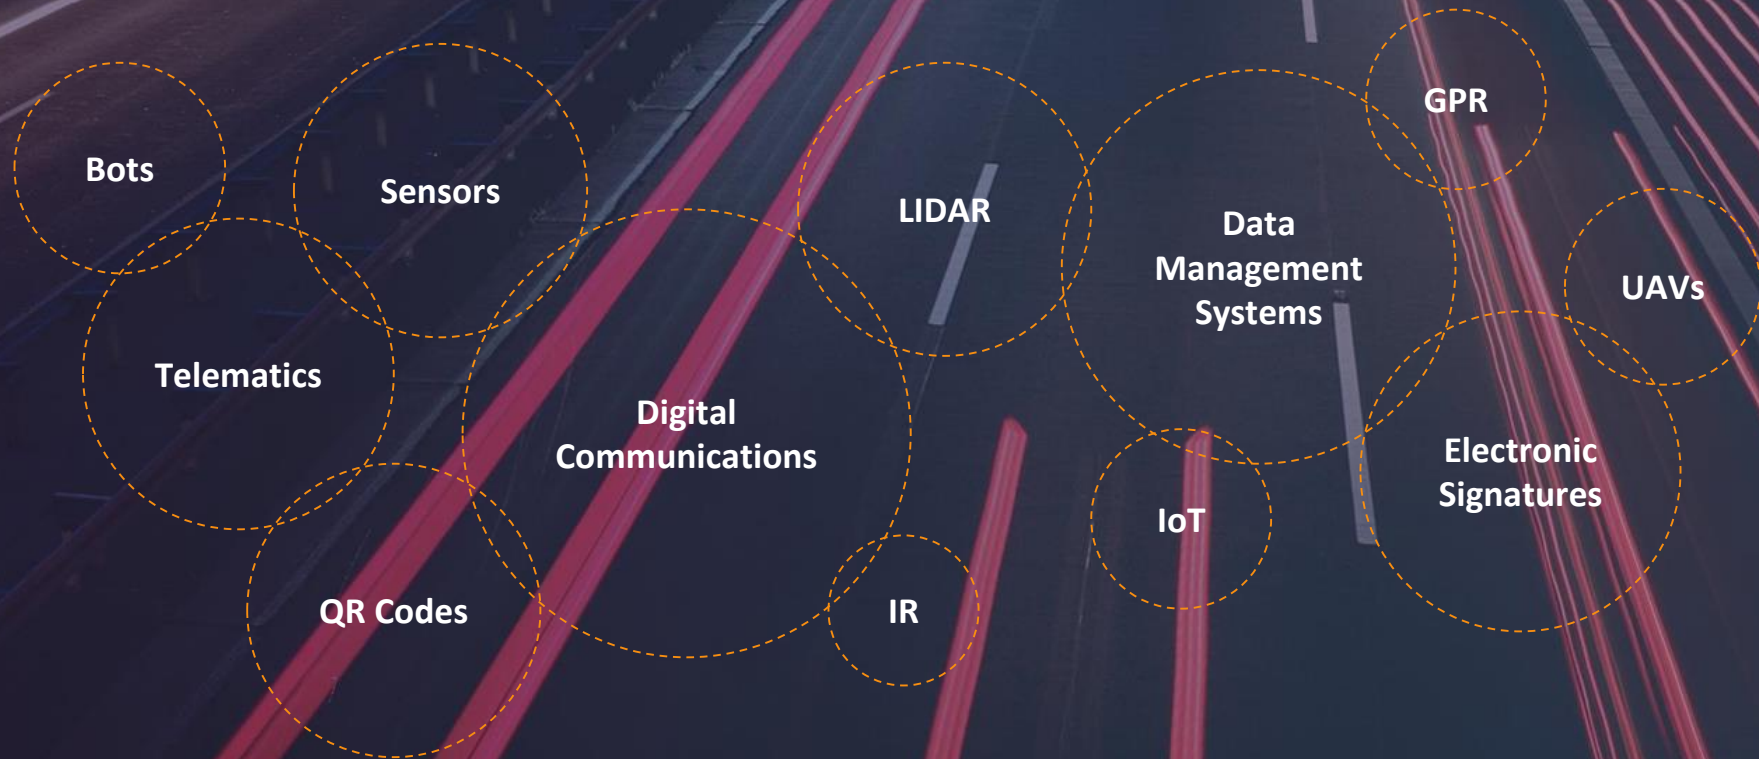 Bots
Sensors
LIDAR
Data
Management
Systems
GPR
UAVs
Telematics
Digital
Communications
Electronic
Signatures
IoT
QR Codes
IR